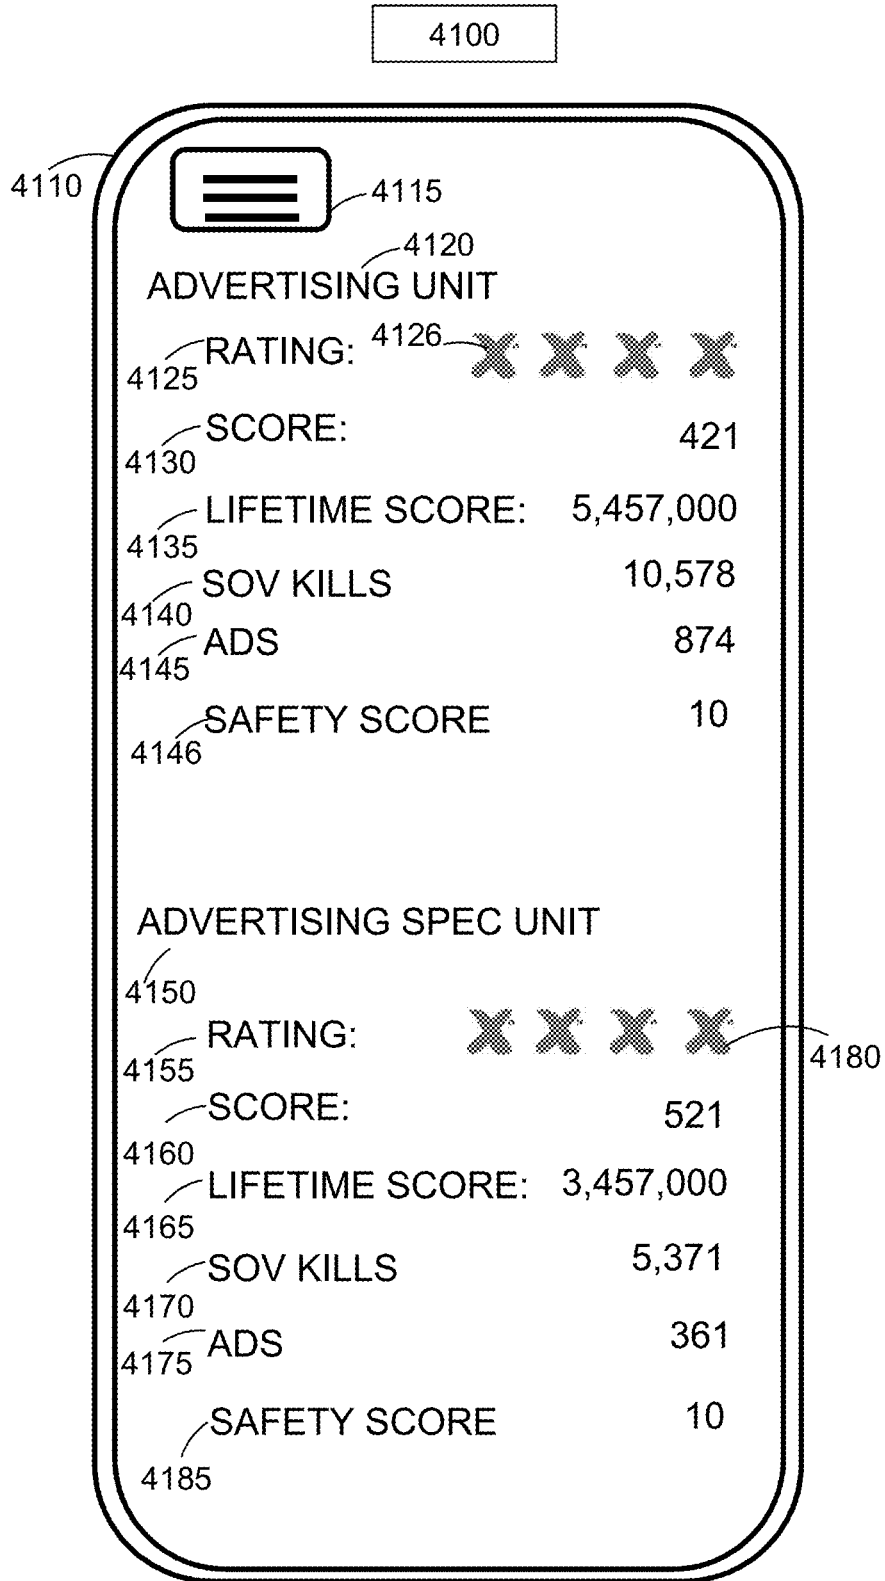 4100
4110
4115
4120
ADVERTISING UNIT
4125 RATING: 4126
4130 SCORE: 421
4135 LIFETIME SCORE: 5,457,000
4140 SOV KILLS 10,578
4145 ADS 874
4146 SAFETY SCORE 10
ADVERTISING SPEC UNIT
4150
4155 RATING: 4180
4160 SCORE: 521
4165 LIFETIME SCORE: 3,457,000
4170 SOV KILLS 5,371
4175 ADS 361
SAFETY SCORE 10
4185